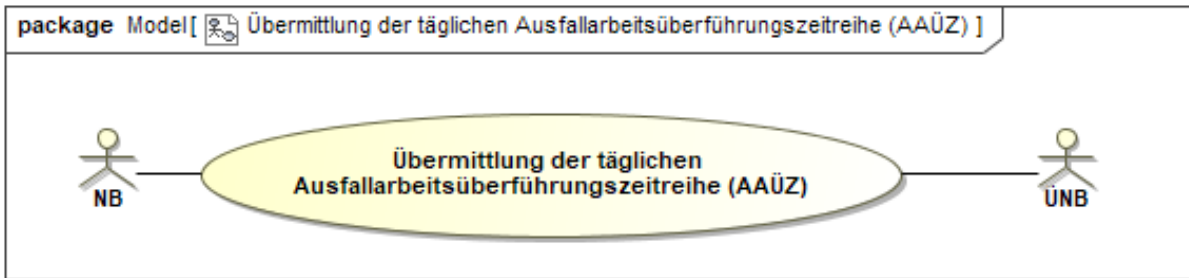 package Model [ Übermittlung der täglichen Ausfallarbeitsüberführungszeitreihe (AAÜZ) ]
Übermittlung der täglichen
Ausfallarbeitsüberführungszeitreihe (AAÜZ)
NB
ÜNB